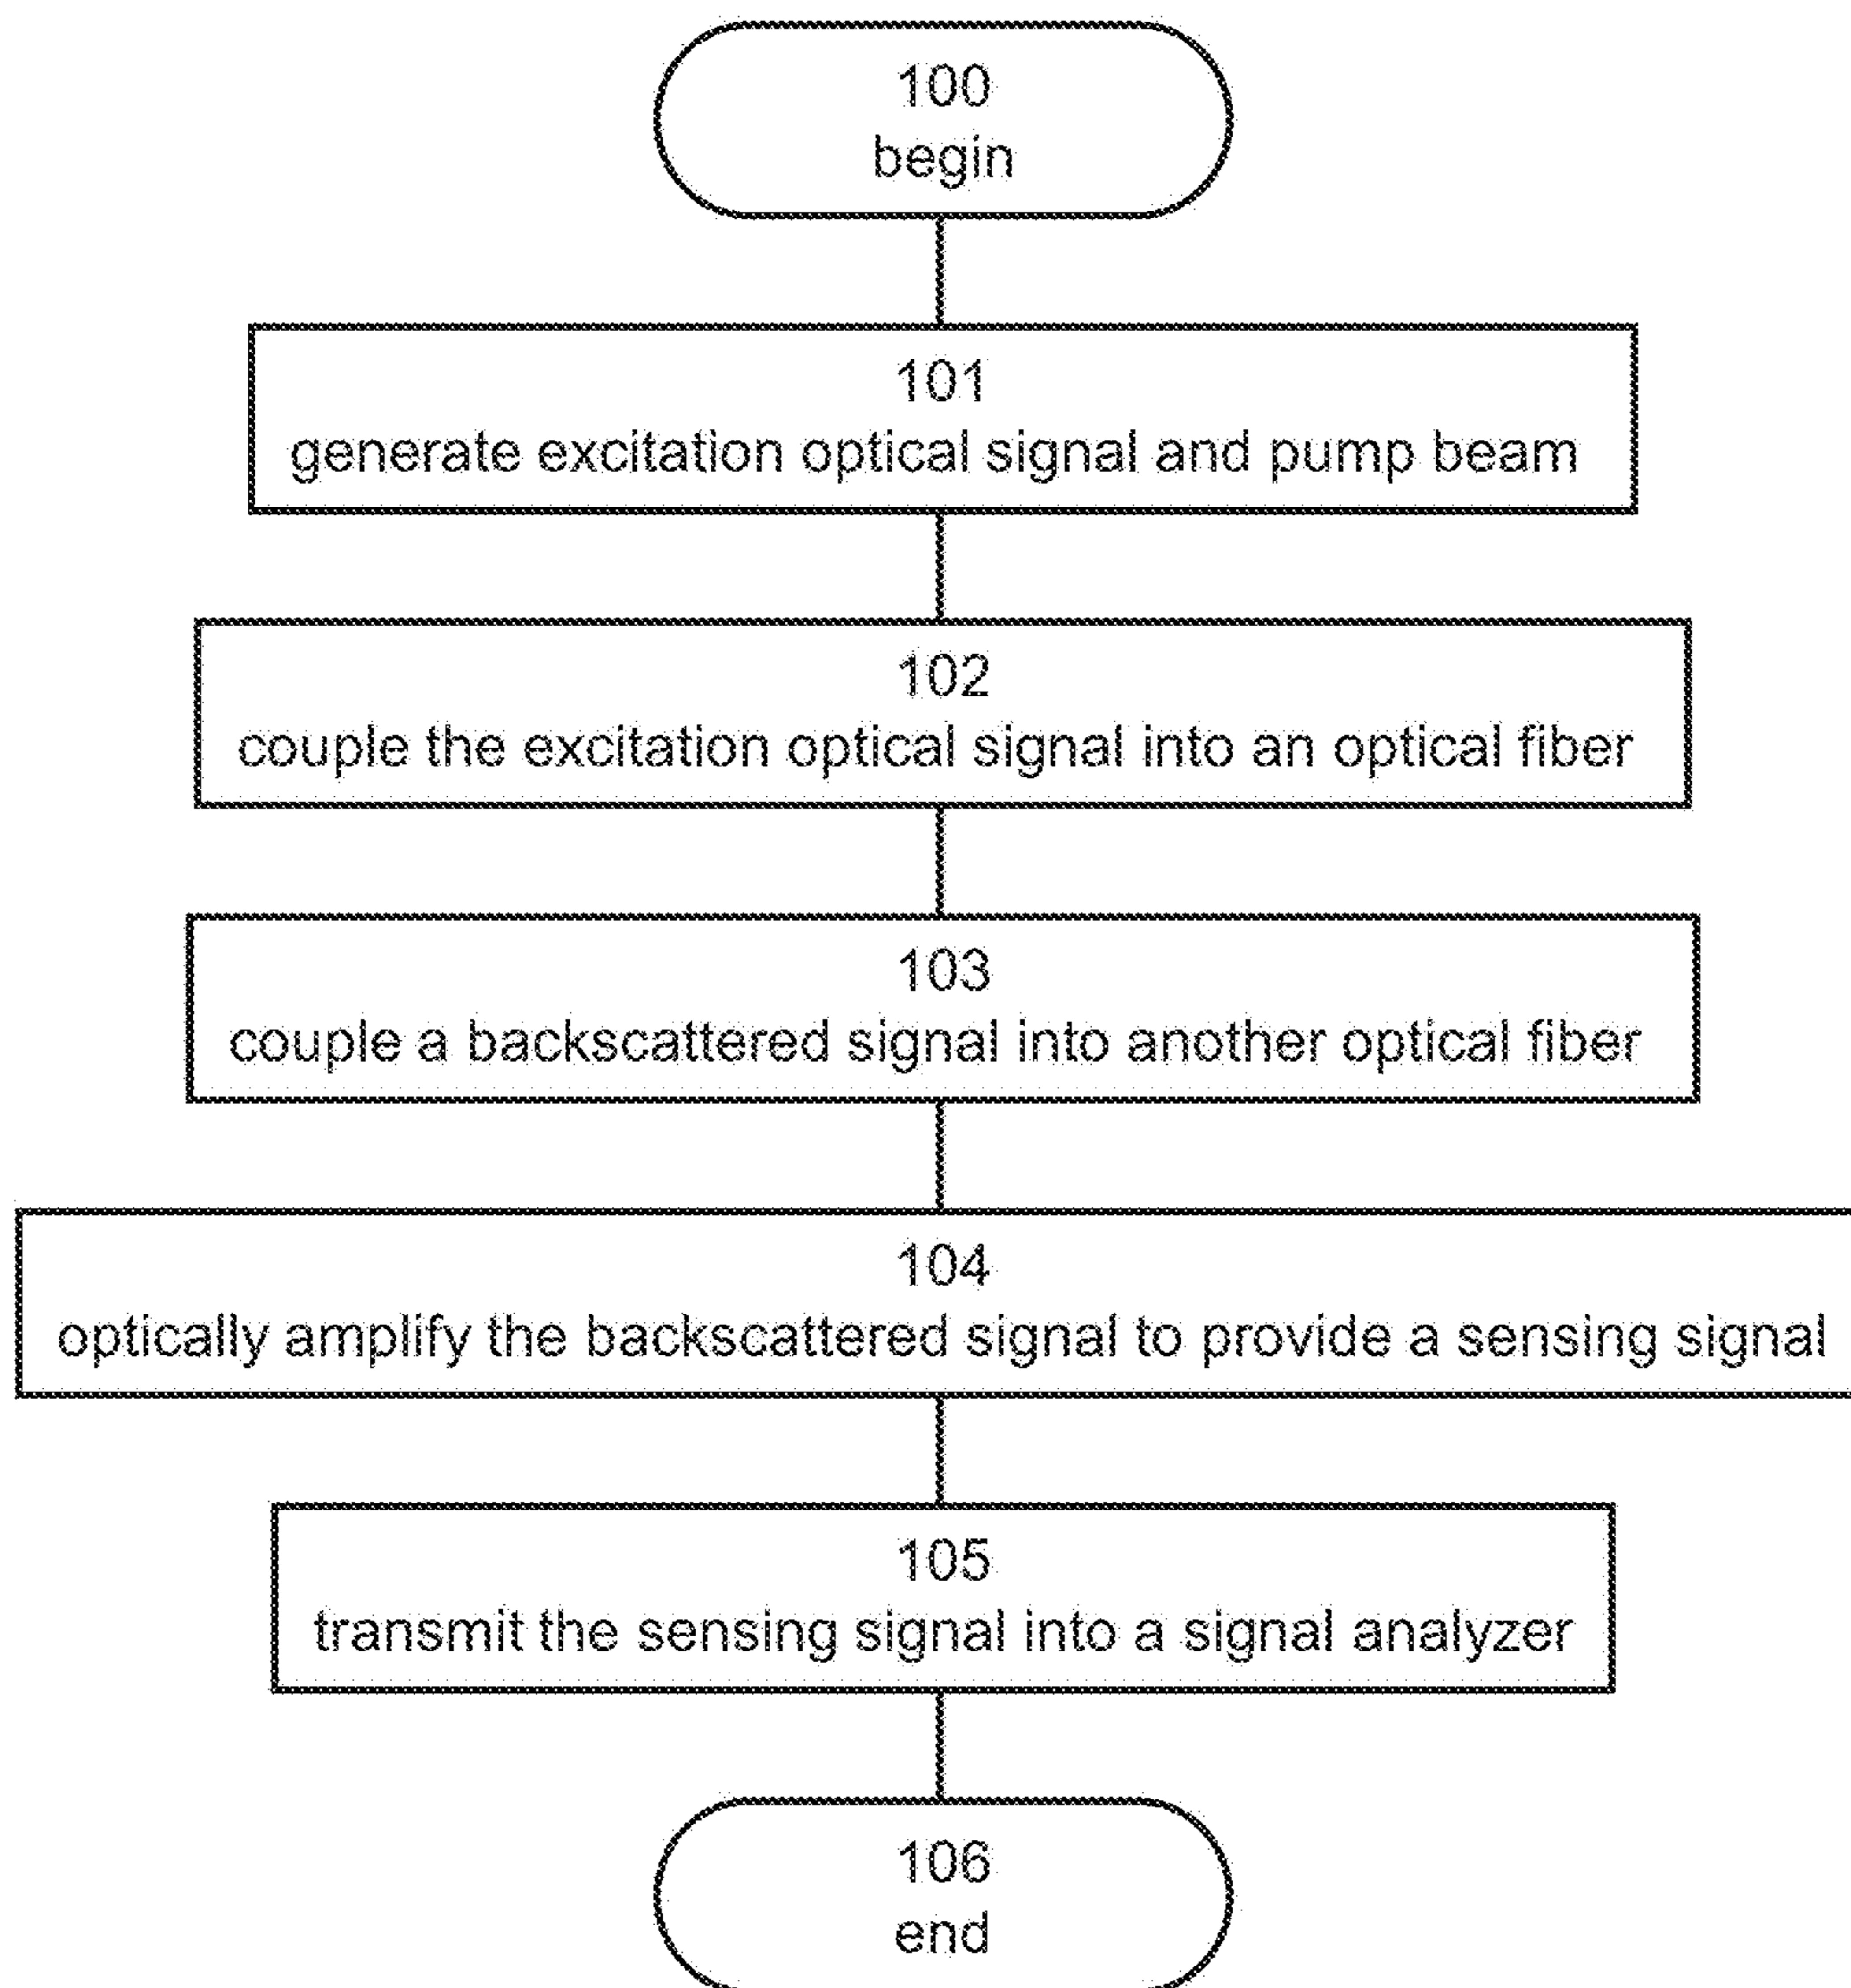 100
begin
101
generate excitation optical signal and pump beam
102
couple the excitation optical signal into an optical fiber
103
couple a backscattered signal into another optical fiber
104
optically amplify the backscattered signal to provide a sensing signal
105
transmit the sensing signal into a signal analyzer
106
end